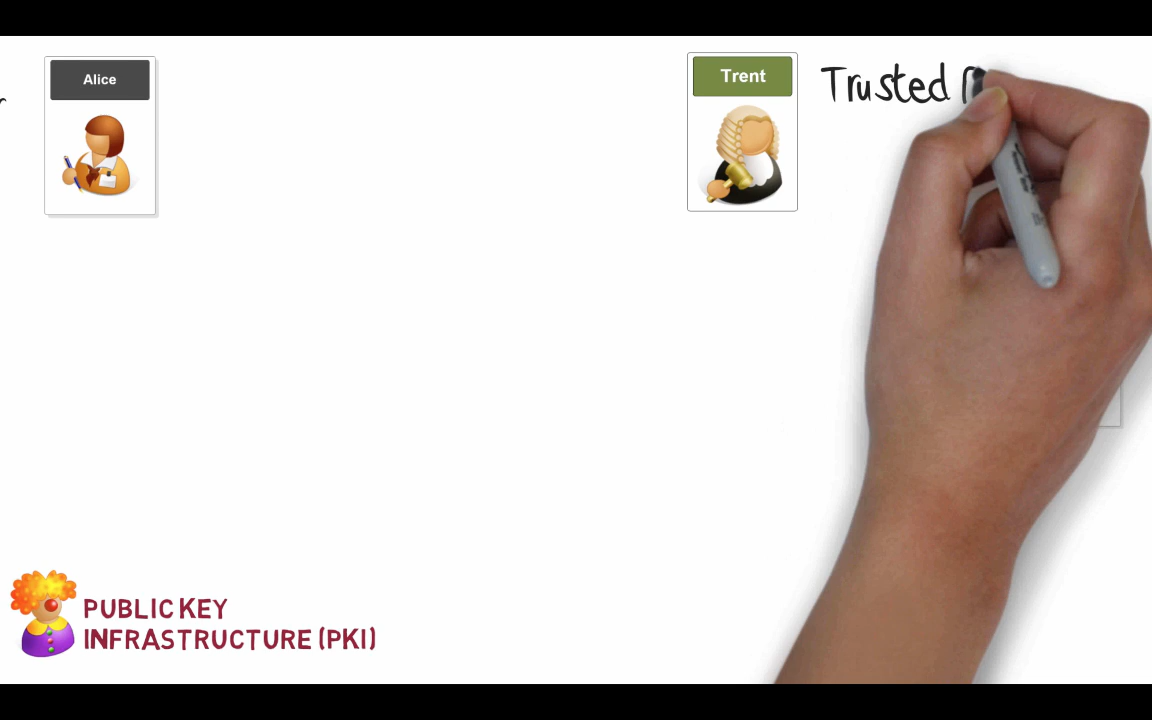 Alice
Trent
Trusted
PUBLIC KEY
INFRASTRUCTURE (PKI)